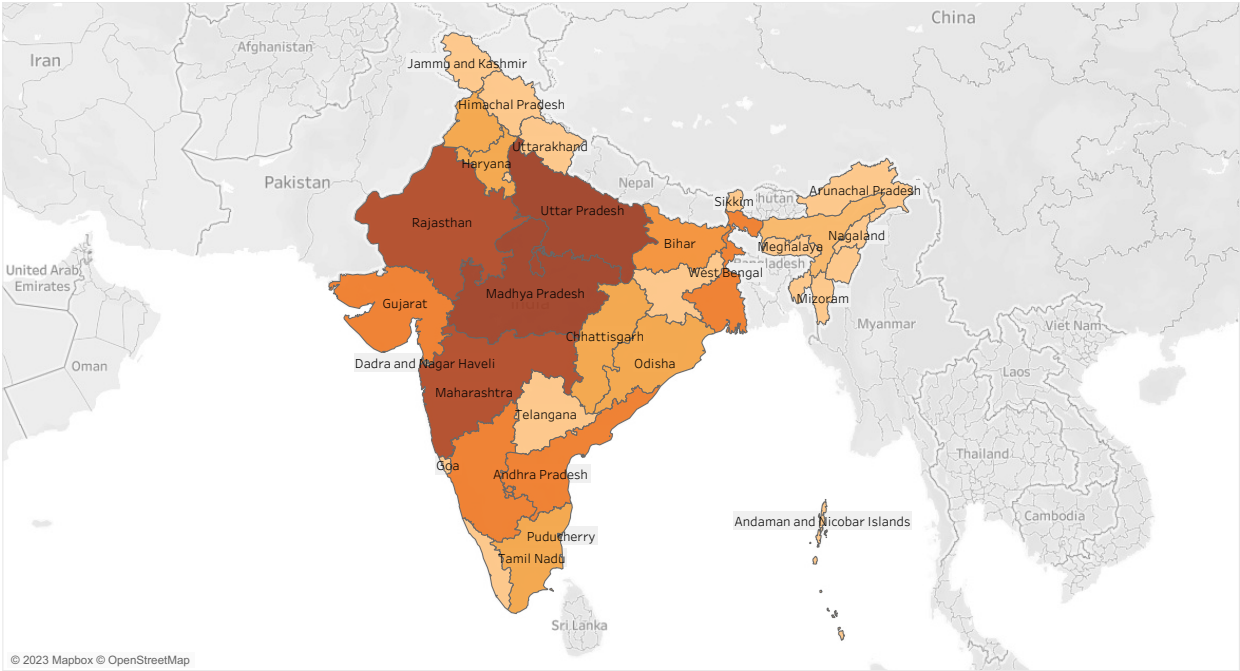 China
Afghanistan
Iran
Jammu and Kashmir
Himachal Pradesh
Uttarakhand
Haryana
Pakistan
Nepal
Arunachal Pradesh
Sikkim
Bhutan
Rajasthan
Uttar Pradesh
Bihar
Nagaland
Meghalaya
Bangladesh
West Bengal
United Arab
Emirates
Gujarat
Madhya Pradesh
India
Mizoram
Myanmar
Viet Nam
Chhattisgarh
Oman
Dadra and Nagar Haveli
Odisha
Laos
Maharashtra
Telangana
Thailand
Goa
Andhra Pradesh
Andaman and Nicobar Islands
Cambodia
Puducherry
Tamil Nadu
Sri Lanka
© 2023 Mapbox © OpenStreetMap